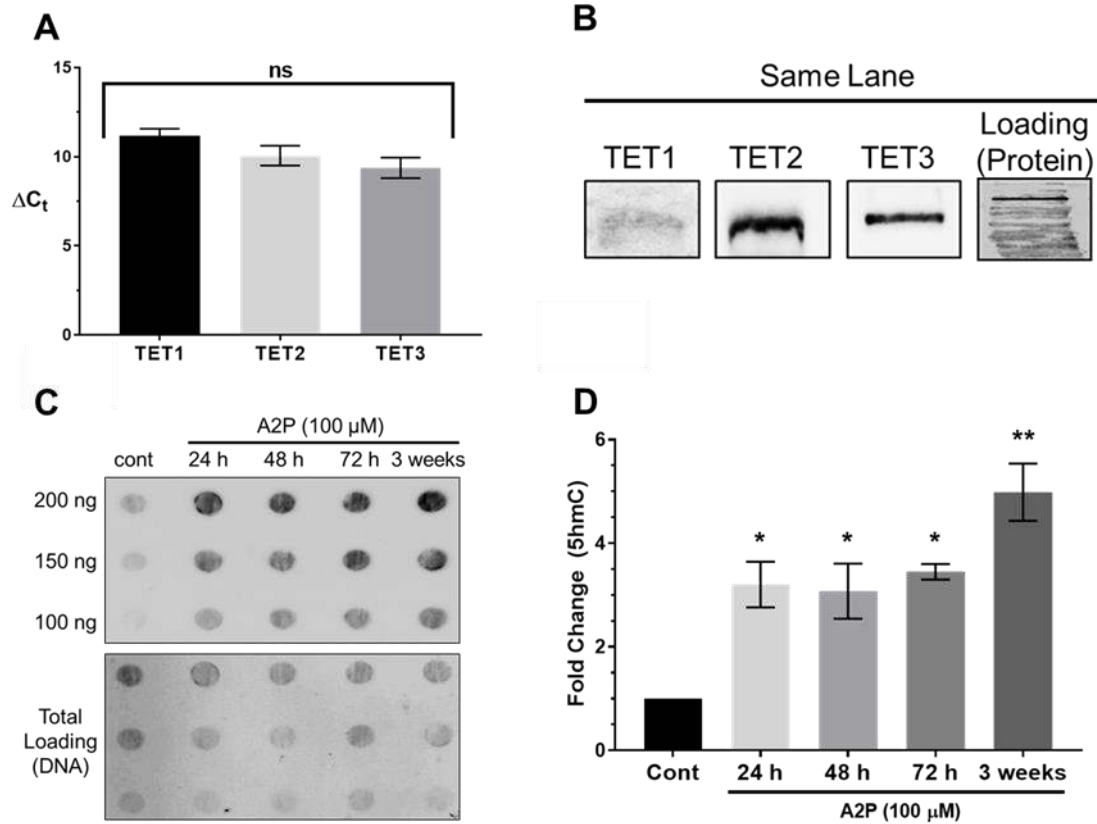 A
15
ns
10
ΔCt
5
0
TET1 TET2 TET3
B
Same Lane
TET1 TET2 TET3 Loading
(Protein)
C
A2P (100 µM)
cont 24 h 48 h 72 h 3 weeks
200 ng
150 ng
100 ng
Total
Loading
(DNA)
D
Fold Change (5hmC)
6
4
2
0
* * * **
Cont 24 h 48 h 72 h 3 weeks
A2P (100 µM)